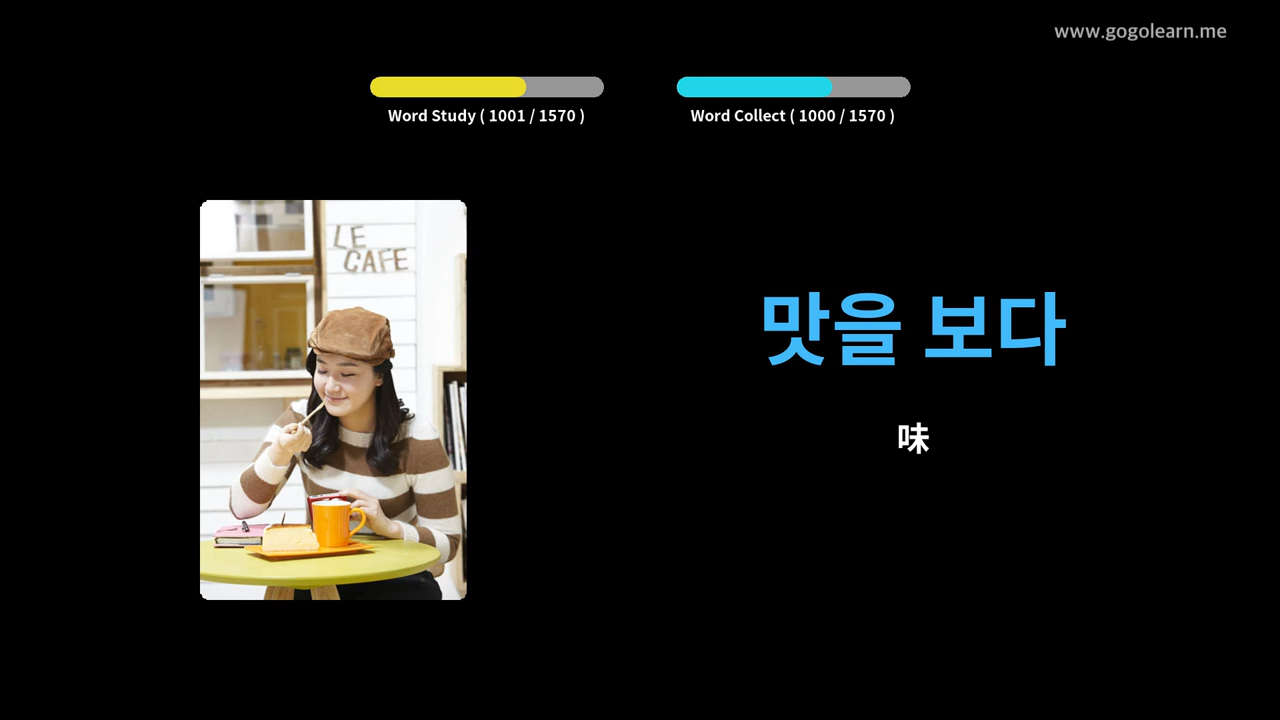 www.gogolearn.me
Word Study ( 1001 / 1570 )
Word Collect ( 1000 / 1570 )
LE
CAFE
맛을 보다
味